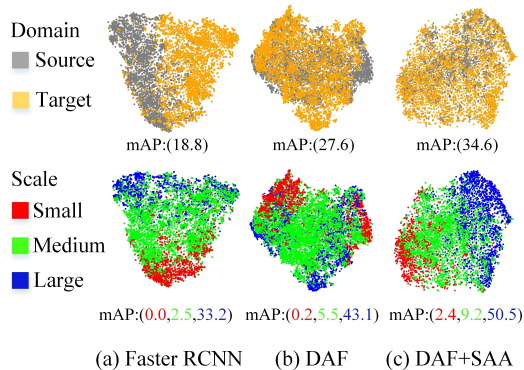 Domain
Source
Target
mAP:(18.8)
mAP:(27.6)
mAP:(34.6)
Scale
Small
Medium
Large
mAP:(0.0,2.5,33.2)
mAP:(0.2,5.5,43.1)
mAP:(2.4,9.2,50.5)
(a) Faster RCNN
(b) DAF
(c) DAF+SAA